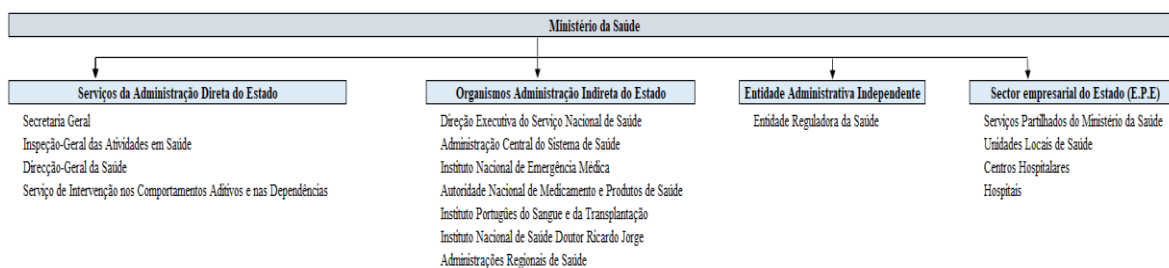 Ministério da Saúde
Serviços da Administração Direta do Estado
Secretaria Geral
Inspeção-Geral das Atividades em Saúde
Direcção-Geral da Saúde
Serviço de Intervenção nos Comportamentos Aditivos e nas Dependências
Organismos Administração Indireta do Estado
Direção Executiva do Serviço Nacional de Saúde
Administração Central do Sistema de Saúde
Instituto Nacional de Emergência Médica
Autoridade Nacional de Medicamento e Produtos de Saúde
Instituto Portugûes do Sangue e da Transplantação
Instituto Nacional de Saúde Doutor Ricardo Jorge
Administrações Regionais de Saúde
Entidade Administrativa Independente
Entidade Reguladora da Saúde
Sector empresarial do Estado (E.P.E)
Serviços Partilhados do Ministério da Saúde
Unidades Locais de Saúde
Centros Hospitalares
Hospitais